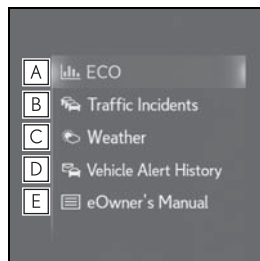 A ECO
B Traffic Incidents
C Weather
D Vehicle Alert History
E eOwner's Manual